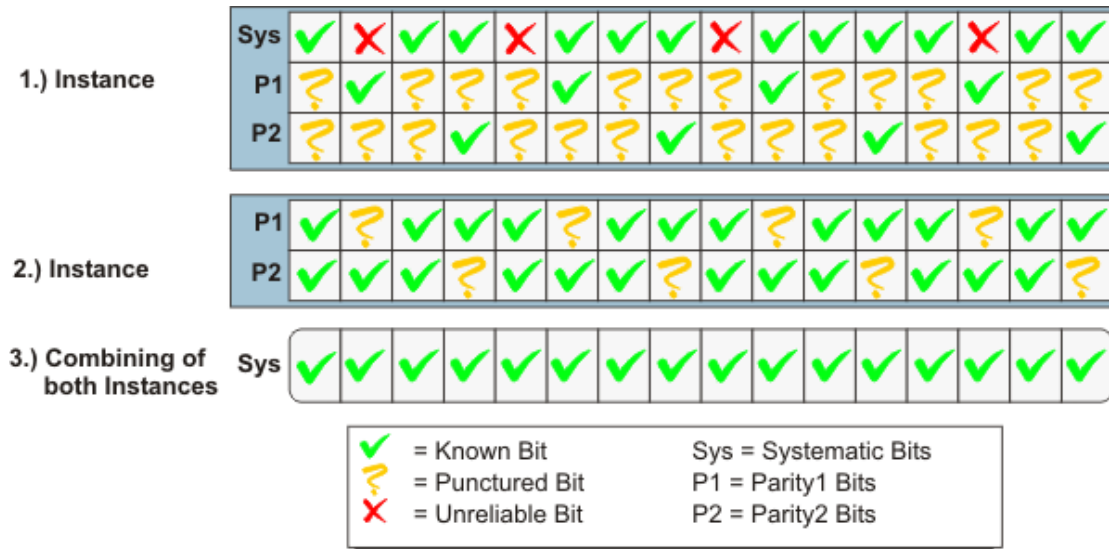 Sys
1.) Instance
P1
P2
P1
2.) Instance
P2
3.) Combining of
both Instances
Sys
= Known Bit
Sys = Systematic Bits
= Punctured Bit
P1 = Parity1 Bits
= Unreliable Bit
P2 = Parity2 Bits